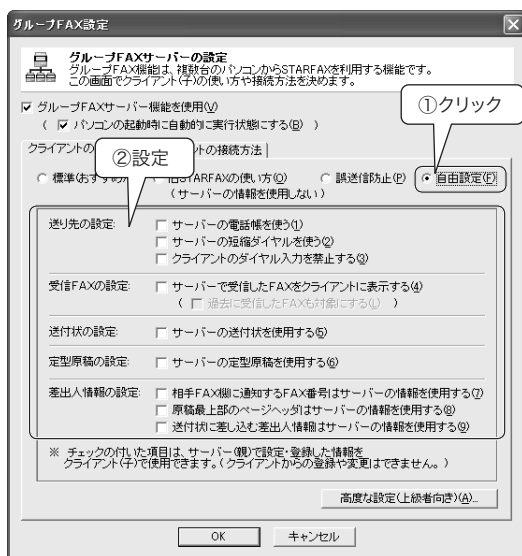 グループFAX設定
グループFAXサーバーの設定
グループFAX機能は、複数台のパソコンからSTARFAXを利用する機能です。
この画面でクライアント(子)の使い方や接続方法を決めます。
グループFAXサーバー機能を使用(V)
( パソコンの起動時に自動的に実行状態にする(B) )
①クリック
クライアントの
ントの接続方法
②設定
標準(おすすめ)
旧STARFAXの使い方(O)
(サーバーの情報を使用しない)
誤送信防止(P)
自由設定(F)
送り先の設定:
サーバーの電話帳を使う(1)
サーバーの短縮ダイヤルを使う(2)
クライアントのダイヤル入力を禁止する(3)
受信FAXの設定:
サーバーで受信したFAXをクライアントに表示する(4)
( 過去に受信したFAXも対象にする(L) )
送付状の設定:
サーバーの送付状を使用する(5)
定型原稿の設定:
サーバーの定型原稿を使用する(6)
差出人情報の設定:
相手FAX機に通知するFAX番号はサーバーの情報を使用する(7)
原稿最上部のページヘッダはサーバーの情報を使用する(8)
送付状に差し込む差出人情報はサーバーの情報を使用する(9)
※ チェックの付いた項目は、サーバー(親)で設定・登録した情報を
クライアント(子)で使用できます。(クライアントからの登録や変更はできません。)
高度な設定(上級者向き)(A)...
OK
キャンセル